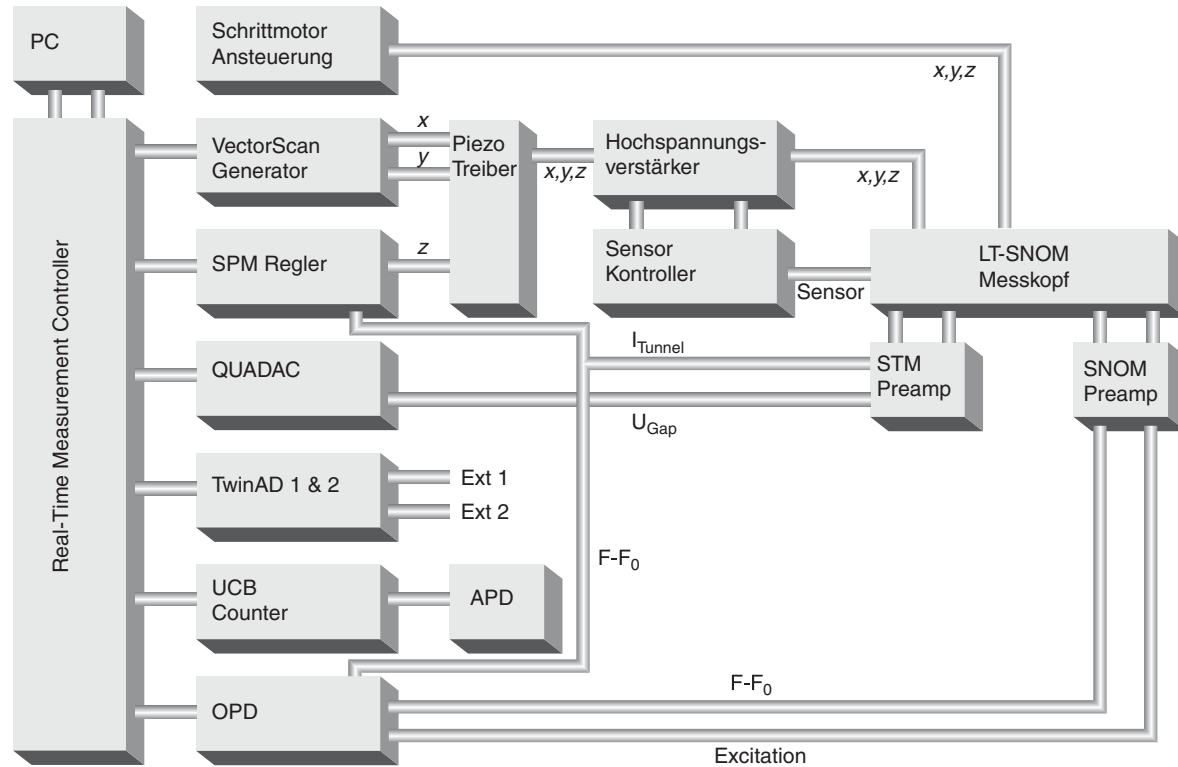 PC
Schrittmotor
Ansteuerung
x,y,z
VectorScan
Generator
x
y
Piezo
Treiber
x,y,z
Hochspannungs-
verstärker
x,y,z
SPM Regler
z
Sensor
Kontroller
Sensor
LT-SNOM
Messkopf
Real-Time Measurement Controller
QUADAC
I_Tunnel
U_Gap
STM
Preamp
SNOM
Preamp
TwinAD 1 & 2
Ext 1
Ext 2
F-F₀
UCB
Counter
APD
OPD
F-F₀
Excitation